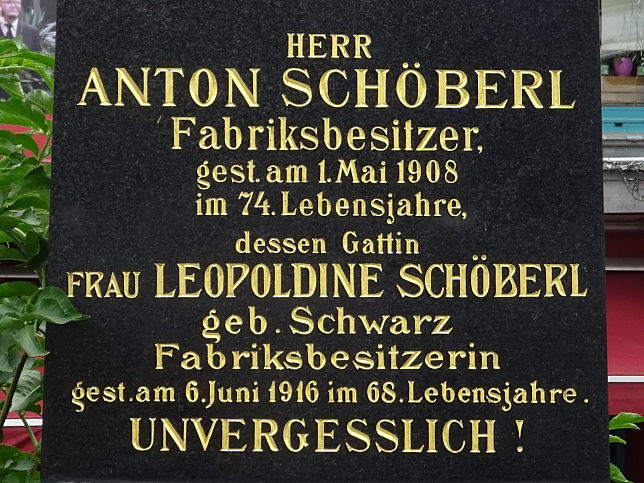 HERR
ANTON SCHÖBERL
Fabriksbesitzer,
gest. am 1. Mai 1908
im 74. Lebensjahre,
dessen Gattin
FRAU LEOPOLDINE SCHÖBERL
geb. Schwarz
Fabriksbesitzerin
gest. am 6. Juni 1916 im 68. Lebensjahre.
UNVERGESSLICH !